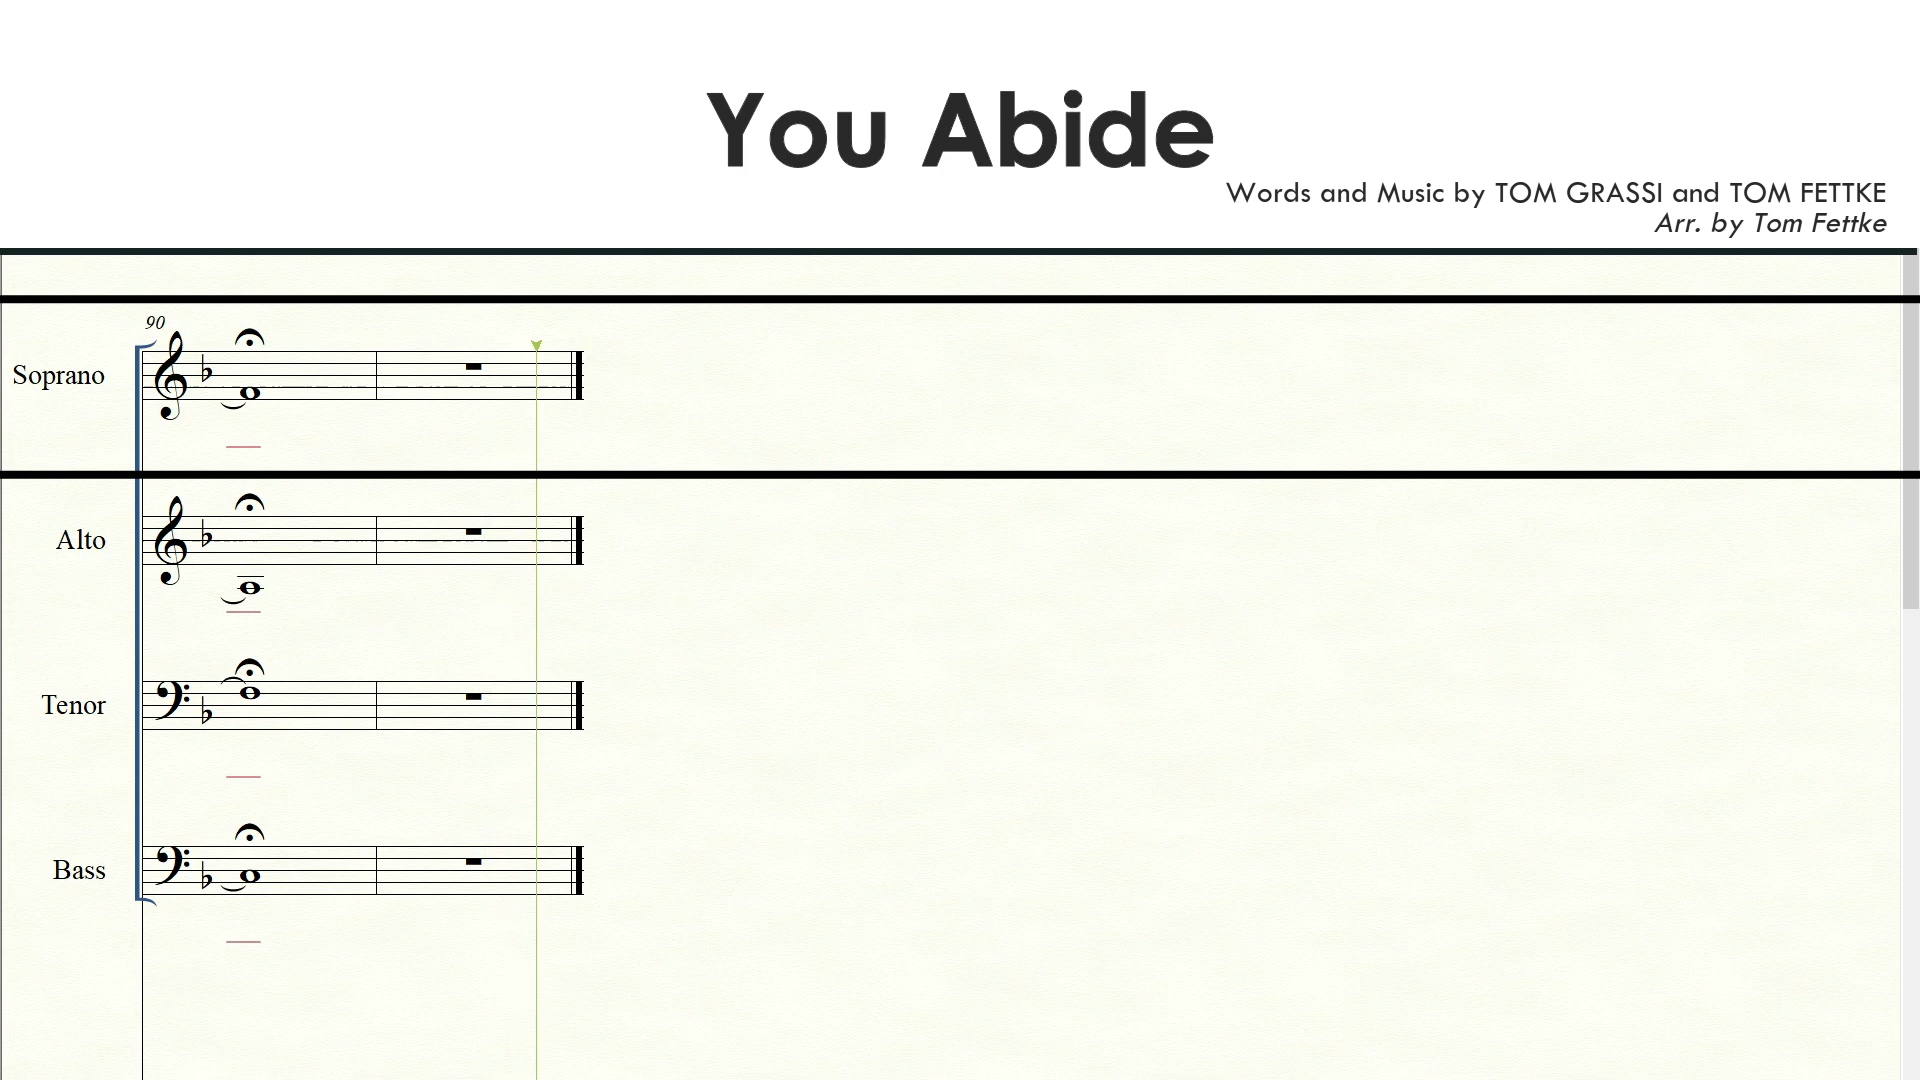 You Abide
Words and Music by TOM GRASSI and TOM FETTKE
Arr. by Tom Fettke
90
Soprano
Alto
Tenor
Bass